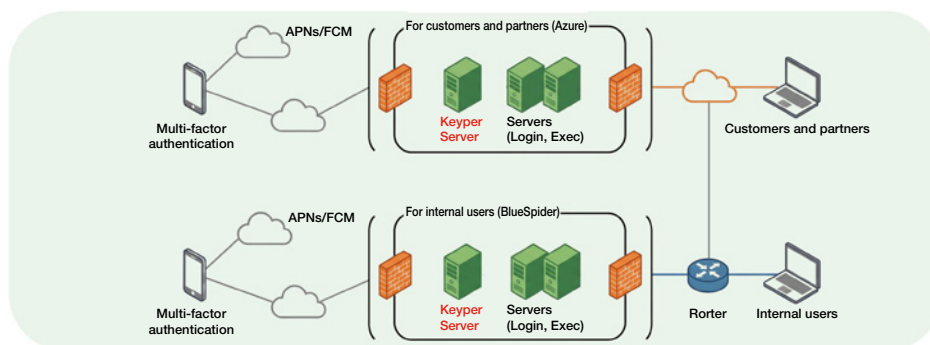 APNs/FCM
For customers and partners (Azure)
Multi-factor
authentication
Keyper
Server
Servers
(Login, Exec)
Customers and partners
APNs/FCM
For internal users (BlueSpider)
Multi-factor
authentication
Keyper
Server
Servers
(Login, Exec)
Rorter
Internal users